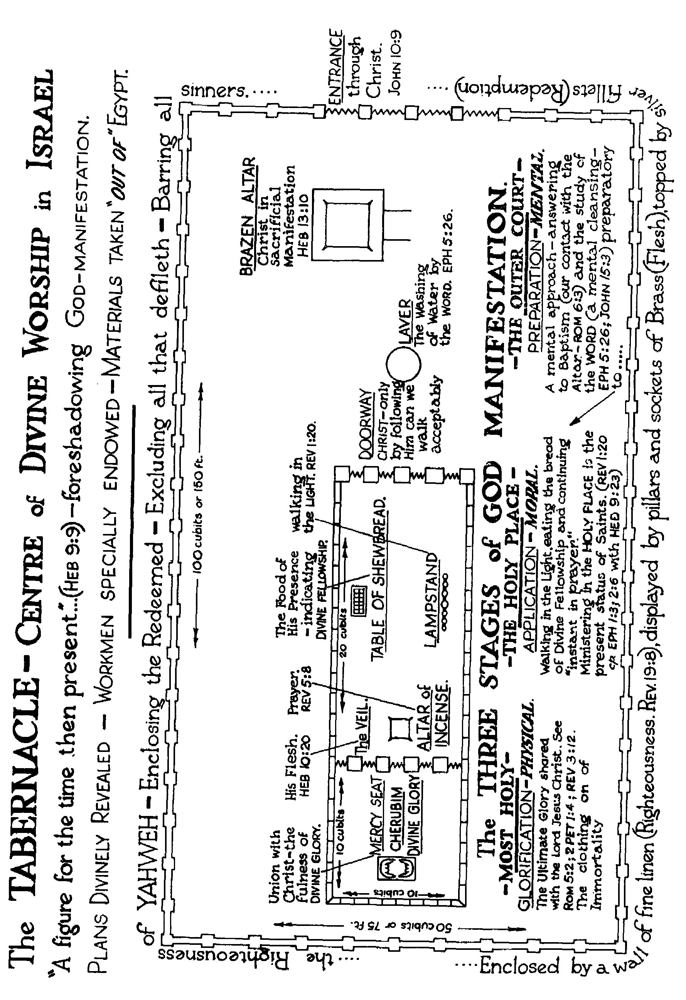 The TABERNACLE – CENTRE of DIVINE WORSHIP in ISRAEL
"A figure for the time then present."...(HEB 9:9) – foreshadowing GOD-MANIFESTATION.
PLANS DIVINELY REVEALED – WORKMEN SPECIALLY ENDOWED – MATERIALS TAKEN "OUT OF" EGYPT.
....Enclosed by a wall of fine linen (Righteousness. REV. 19:8), displayed by pillars and sockets of Brass (Flesh), topped by silver Fillets (Redemption) ....
.... the Righteousness of YAHWEH – Enclosing the Redeemed – Excluding all that defileth – Barring all sinners. ....
100 cubits or 150 ft.
50 cubits or 75 ft.
ENTRANCE
through
Christ.
JOHN 10:9
BRAZEN ALTAR
Christ in
Sacrificial
Manifestation
HEB 13:10
LAVER
The Washing
of Water by
the WORD. EPH 5:26.
DOORWAY
CHRIST–only
by following
Him can we
walk
acceptably
walking in
the LIGHT. REV 1:20.
The Food of
His Presence
– indicating
DIVINE FELLOWSHIP.
Prayer.
REV 5:8
His Flesh.
HEB 10:20
Union with
Christ–the
fulness of
DIVINE GLORY.
20 cubits
TABLE OF SHEWBREAD.
LAMPSTAND
The VEIL.
ALTAR of
INCENSE.
10 cubits
MERCY SEAT
CHERUBIM
DIVINE GLORY
10 cubits
The THREE STAGES of GOD MANIFESTATION.
–MOST HOLY–
GLORIFICATION–PHYSICAL.
The Ultimate Glory shared
with the Lord Jesus Christ. See
ROM 5:2; 2 PET 1:4; REV 3:12.
The clothing on of
Immortality
–THE HOLY PLACE–
APPLICATION–MORAL.
Walking in the Light, eating the bread
of Divine Fellowship and continuing
"instant in prayer."
Ministering in the HOLY PLACE is the
present status of Saints. (REV 1:20
c/p EPH 1:3; 2:6 with HEB 9:23)
–THE OUTER COURT–
PREPARATION–MENTAL.
A mental approach–answering
to Baptism (our contact with the
Altar–ROM 6:3) and the study of
the WORD (a mental cleansing–
EPH 5:26; JOHN 15:3) preparatory
to.....